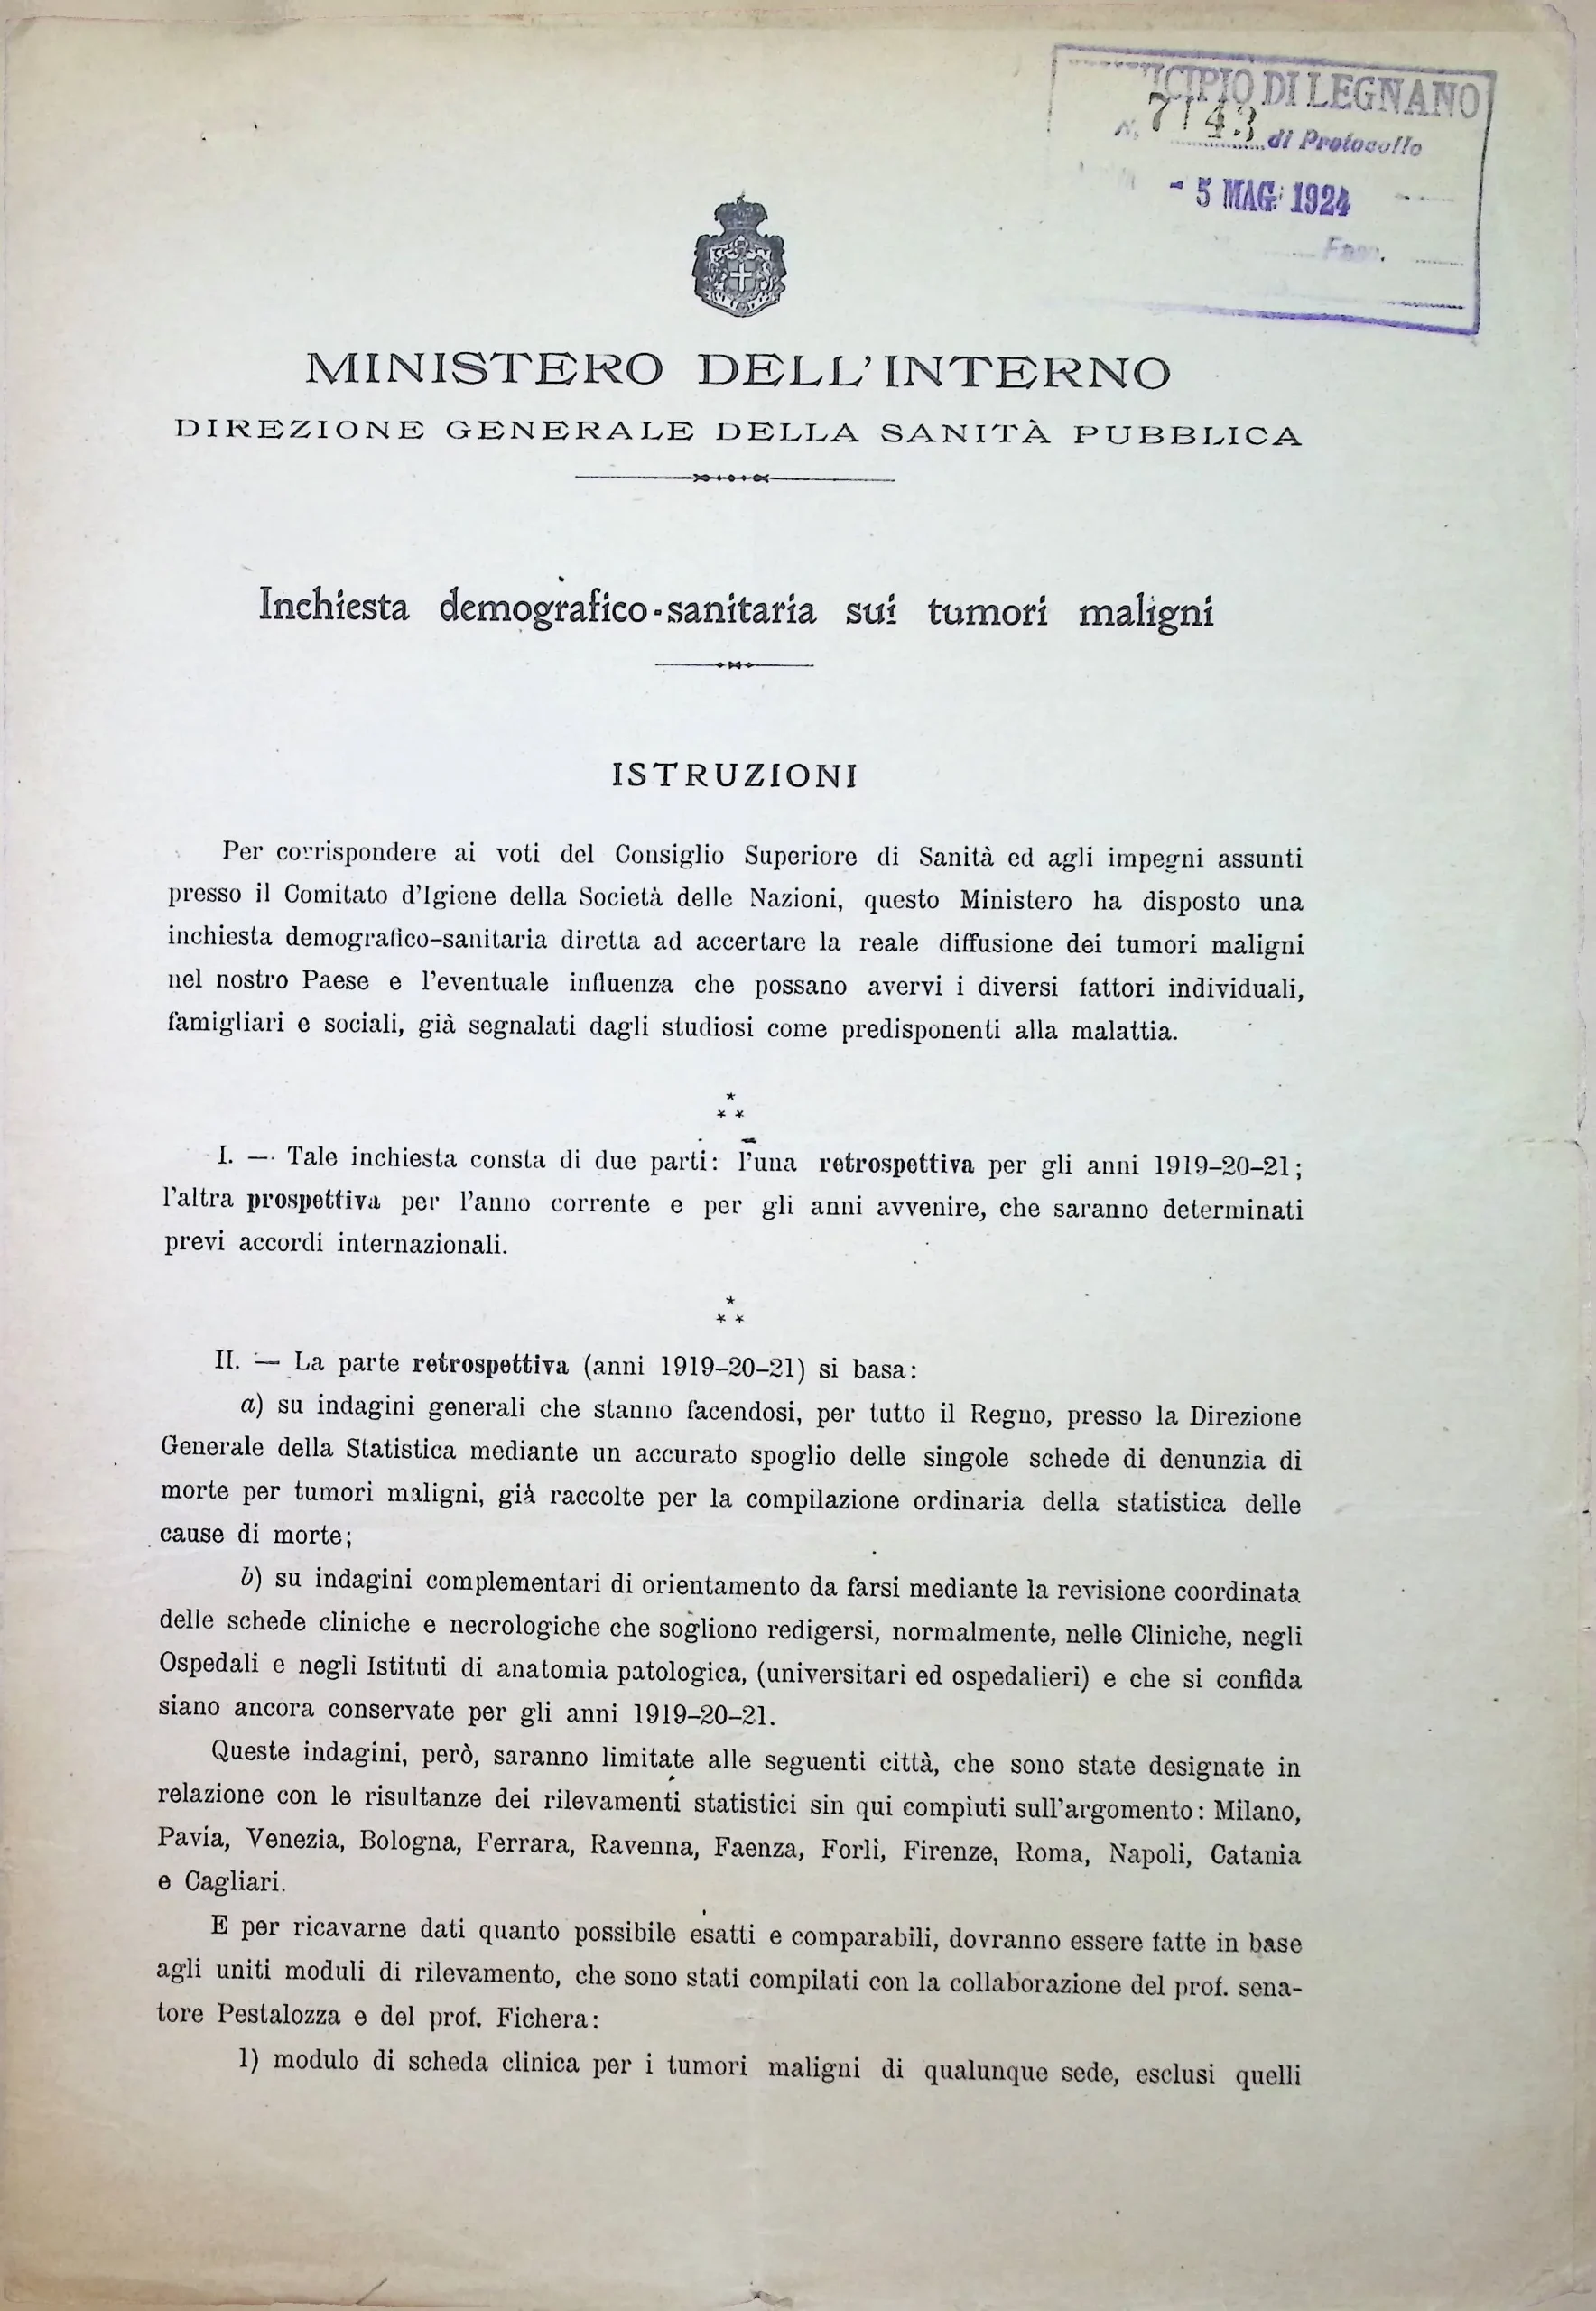 MUNICIPIO DI LEGNANO
N. 7143 di Protocollo
- 5 MAG. 1924
Fasc.
MINISTERO DELL'INTERNO
DIREZIONE GENERALE DELLA SANITÀ PUBBLICA
Inchiesta demografico-sanitaria sui tumori maligni
ISTRUZIONI
Per corrispondere ai voti del Consiglio Superiore di Sanità ed agli impegni assunti
presso il Comitato d'Igiene della Società delle Nazioni, questo Ministero ha disposto una
inchiesta demografico-sanitaria diretta ad accertare la reale diffusione dei tumori maligni
nel nostro Paese e l'eventuale influenza che possano avervi i diversi fattori individuali,
famigliari e sociali, già segnalati dagli studiosi come predisponenti alla malattia.
*
* *
I. — Tale inchiesta consta di due parti: l'una retrospettiva per gli anni 1919-20-21;
l'altra prospettiva per l'anno corrente e per gli anni avvenire, che saranno determinati
previ accordi internazionali.
*
* *
II. — La parte retrospettiva (anni 1919-20-21) si basa:
a) su indagini generali che stanno facendosi, per tutto il Regno, presso la Direzione
Generale della Statistica mediante un accurato spoglio delle singole schede di denunzia di
morte per tumori maligni, già raccolte per la compilazione ordinaria della statistica delle
cause di morte;
b) su indagini complementari di orientamento da farsi mediante la revisione coordinata
delle schede cliniche e necrologiche che sogliono redigersi, normalmente, nelle Cliniche, negli
Ospedali e negli Istituti di anatomia patologica, (universitari ed ospedalieri) e che si confida
siano ancora conservate per gli anni 1919-20-21.
Queste indagini, però, saranno limitate alle seguenti città, che sono state designate in
relazione con le risultanze dei rilevamenti statistici sin qui compiuti sull'argomento: Milano,
Pavia, Venezia, Bologna, Ferrara, Ravenna, Faenza, Forlì, Firenze, Roma, Napoli, Catania
e Cagliari.
E per ricavarne dati quanto possibile esatti e comparabili, dovranno essere fatte in base
agli uniti moduli di rilevamento, che sono stati compilati con la collaborazione del prof. sena-
tore Pestalozza e del prof. Fichera:
1) modulo di scheda clinica per i tumori maligni di qualunque sede, esclusi quelli